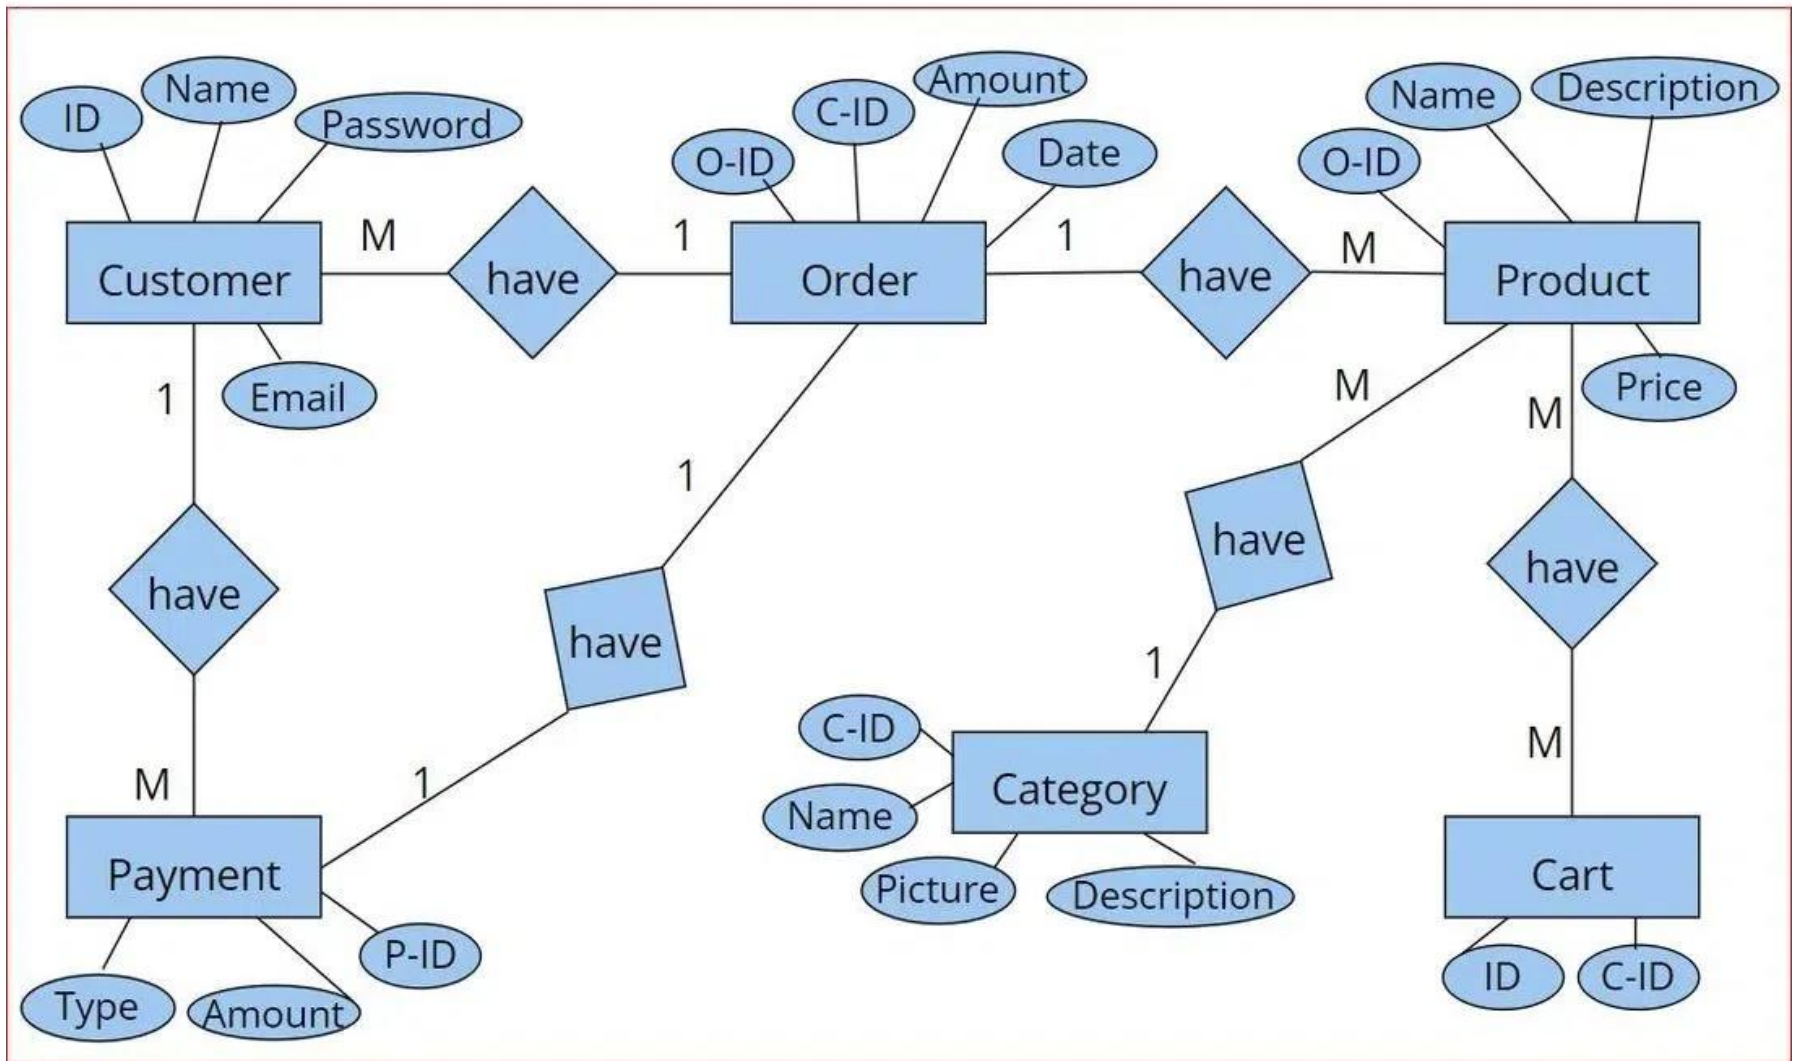 ID
Name
Password
O-ID
C-ID
Amount
Date
O-ID
Name
Description
Customer
M
have
1
Order
1
have
M
Product
Email
Price
1
have
M
1
have
1
M
have
1
M
have
M
Payment
Type
Amount
P-ID
C-ID
Name
Picture
Description
Category
Cart
ID
C-ID